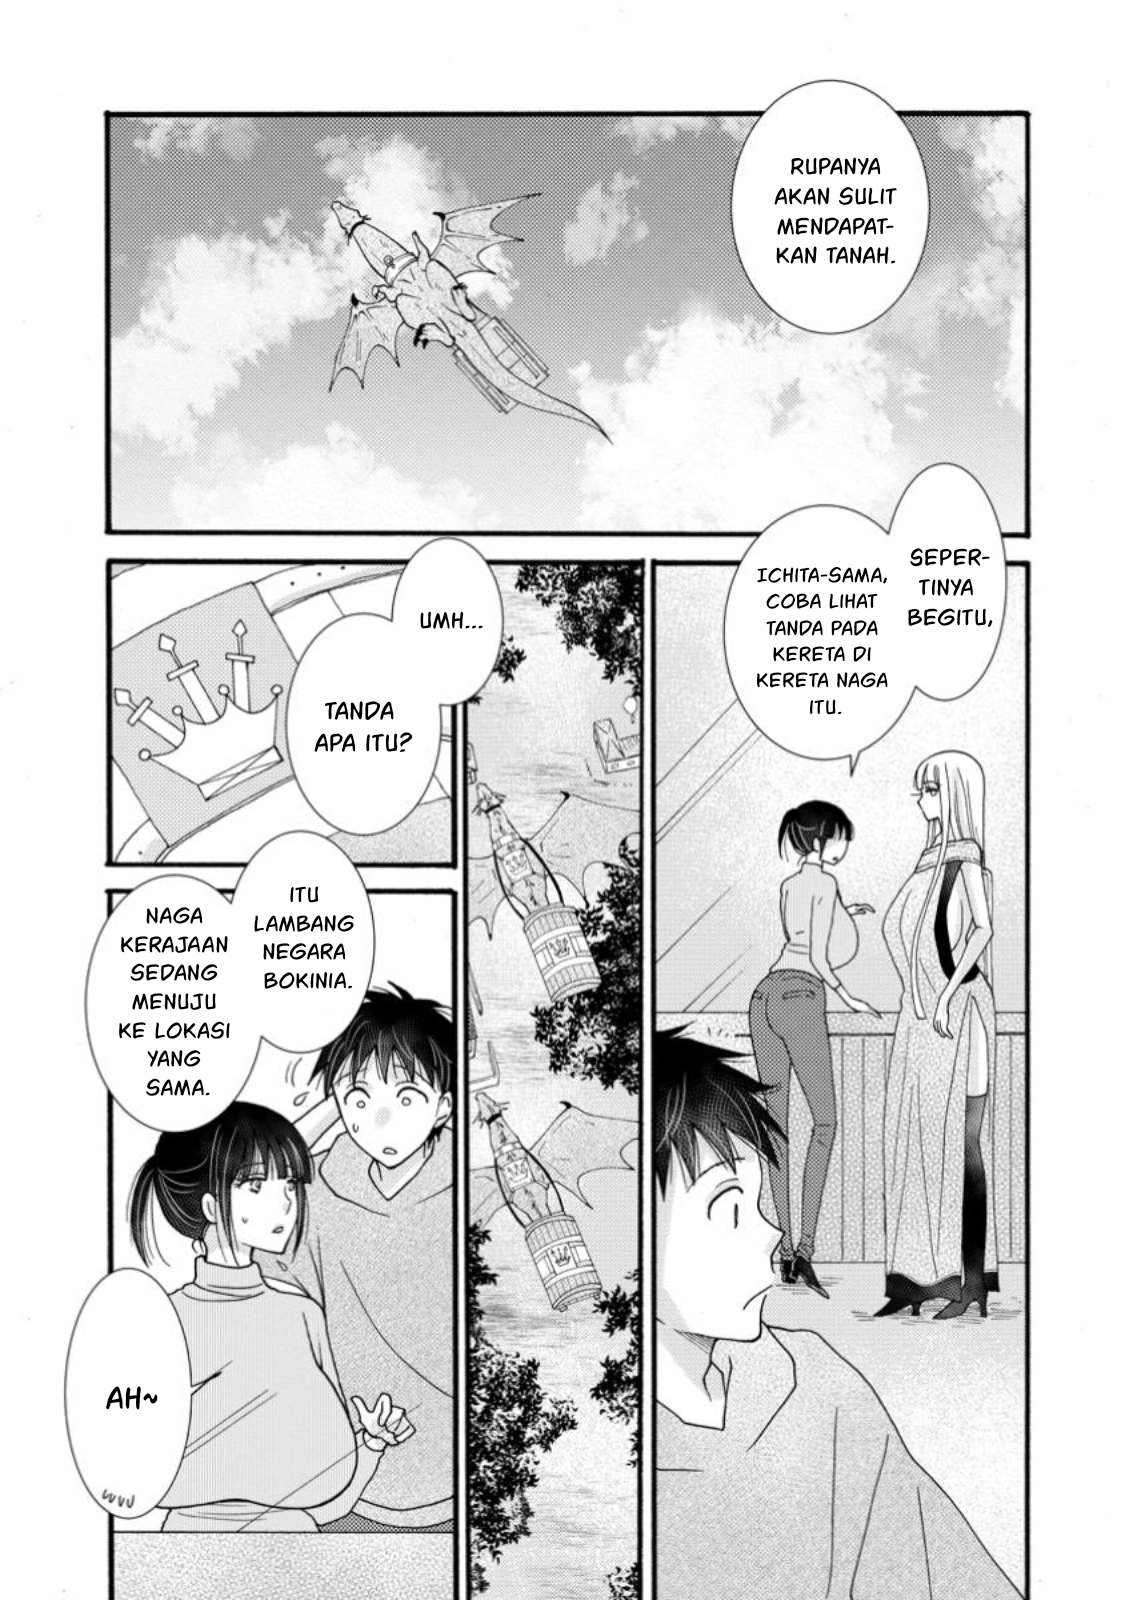 RUPANYA
AKAN SULIT
MENDAPAT-
KAN TANAH.
SEPER-
TINYA
BEGITU,
ICHITA-SAMA,
COBA LIHAT
TANDA PADA
KERETA DI
KERETA NAGA
ITU.
UMH...
TANDA
APA ITU?
ITU
LAMBANG
NEGARA
BOKINIA.
NAGA
KERAJAAN
SEDANG
MENUJU
KE LOKASI
YANG
SAMA.
AH~